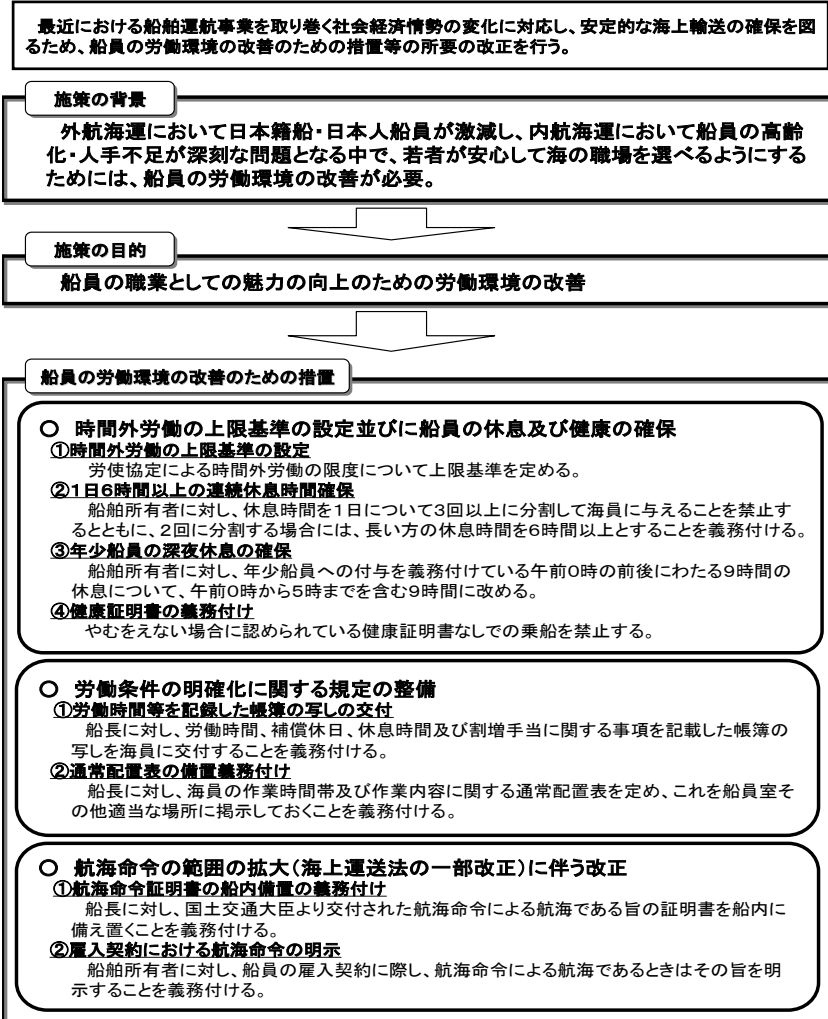 最近における船舶運航事業を取り巻く社会経済情勢の変化に対応し、安定的な海上輸送の確保を図
るため、船員の労働環境の改善のための措置等の所要の改正を行う。
施策の背景
外航海運において日本籍船・日本人船員が激減し、内航海運において船員の高齢
化・人手不足が深刻な問題となる中で、若者が安心して海の職場を選べるようにする
ためには、船員の労働環境の改善が必要。
施策の目的
船員の職業としての魅力の向上のための労働環境の改善
船員の労働環境の改善のための措置
○ 時間外労働の上限基準の設定並びに船員の休息及び健康の確保
①時間外労働の上限基準の設定
労使協定による時間外労働の限度について上限基準を定める。
②1日6時間以上の連続休息時間確保
船舶所有者に対し、休息時間を1日について3回以上に分割して海員に与えることを禁止す
るとともに、2回に分割する場合には、長い方の休息時間を6時間以上とすることを義務付ける。
③年少船員の深夜休息の確保
船舶所有者に対し、年少船員への付与を義務付けている午前0時の前後にわたる9時間の
休息について、午前0時から5時までを含む9時間に改める。
④健康証明書の義務付け
やむをえない場合に認められている健康証明書なしでの乗船を禁止する。
○ 労働条件の明確化に関する規定の整備
①労働時間等を記録した帳簿の写しの交付
船長に対し、労働時間、補償休日、休息時間及び割増手当に関する事項を記載した帳簿の
写しを海員に交付することを義務付ける。
②通常配置表の備置義務付け
船長に対し、海員の作業時間帯及び作業内容に関する通常配置表を定め、これを船員室そ
の他適当な場所に掲示しておくことを義務付ける。
○ 航海命令の範囲の拡大(海上運送法の一部改正)に伴う改正
①航海命令証明書の船内備置の義務付け
船長に対し、国土交通大臣より交付された航海命令による航海である旨の証明書を船内に
備え置くことを義務付ける。
②雇入契約における航海命令の明示
船舶所有者に対し、船員の雇入契約に際し、航海命令による航海であるときはその旨を明
示することを義務付ける。